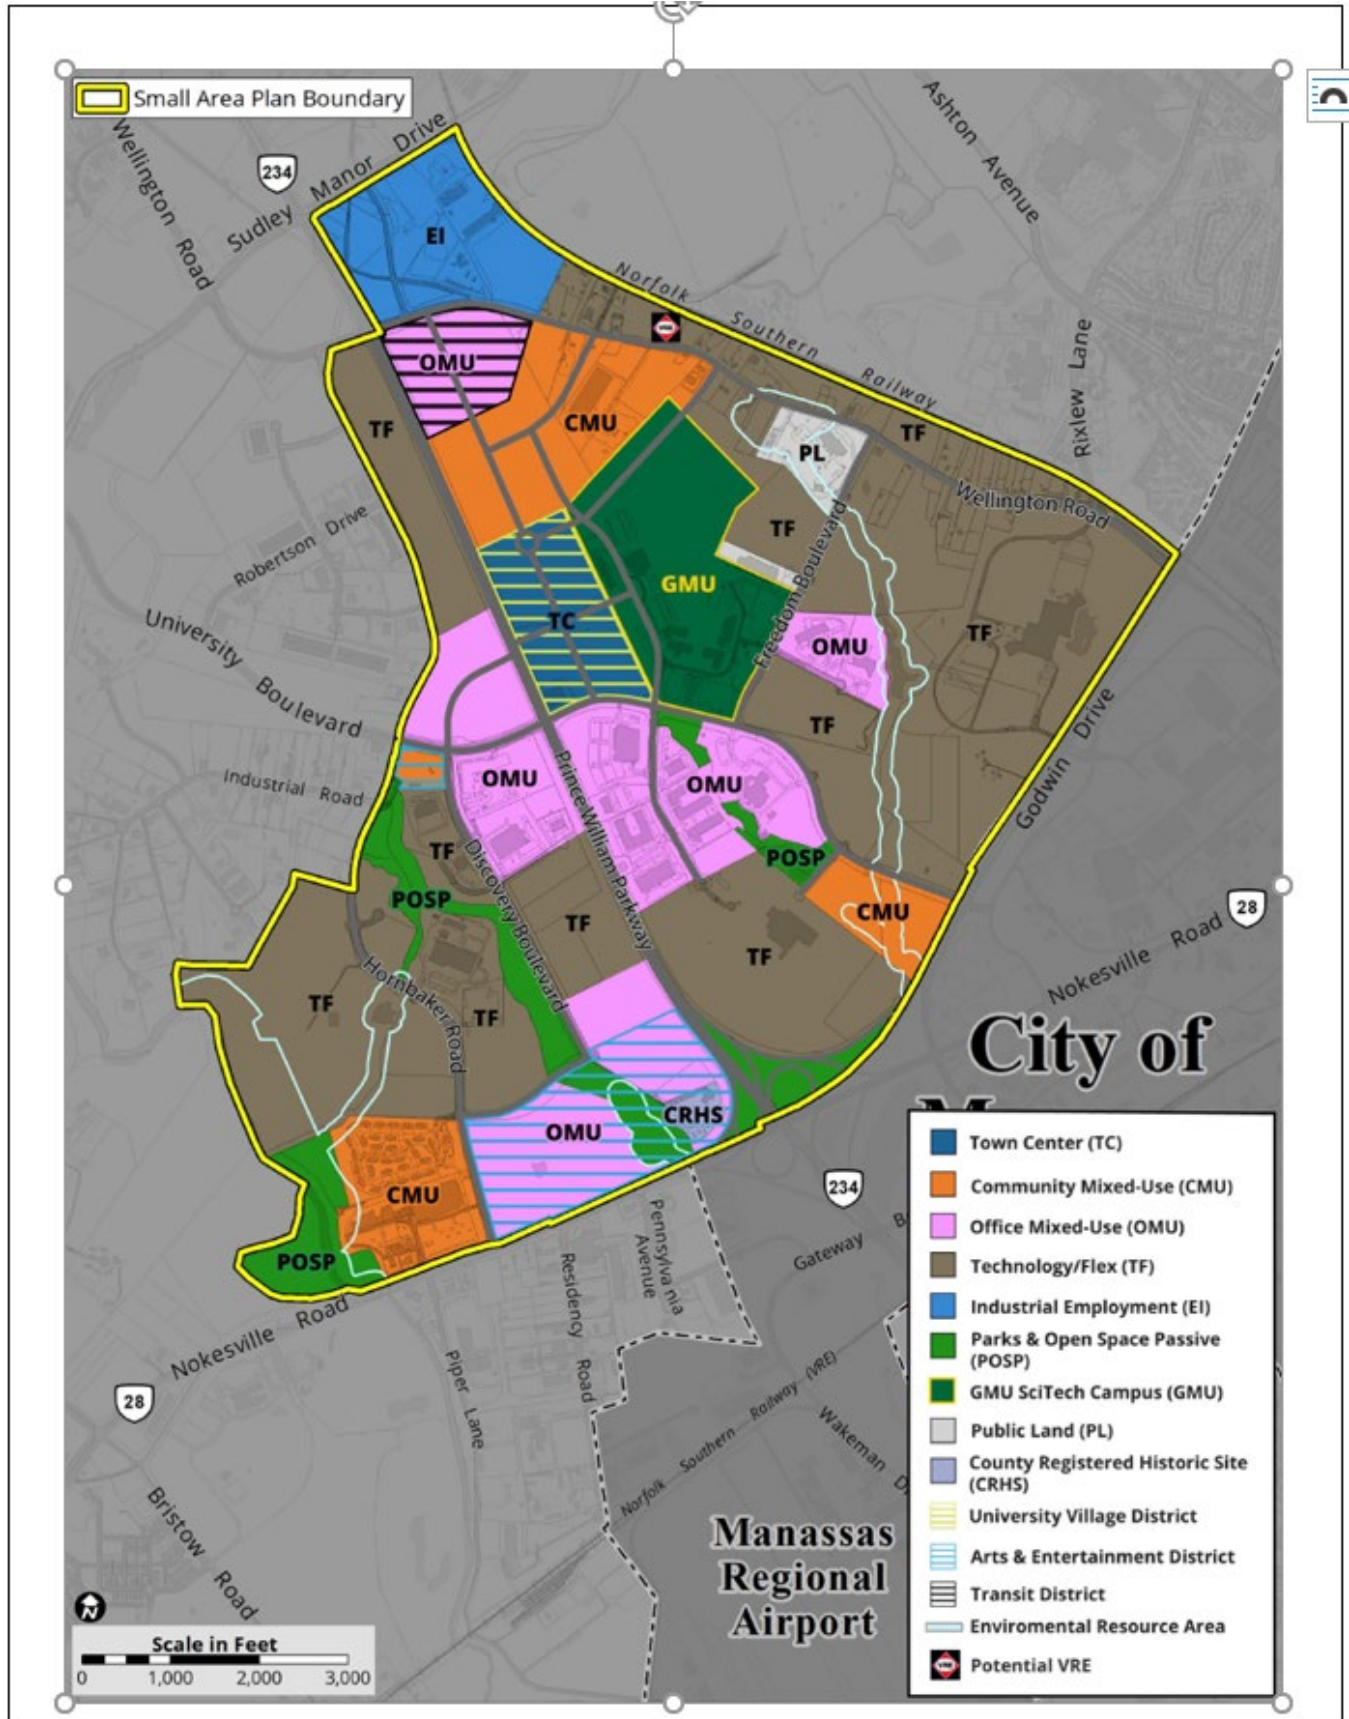 Small Area Plan Boundary
Ashton Avenue
Wellington Road
234
Sudley Manor Drive
EI
Norfolk Southern Railway
VRE
Rixlew Lane
OMU
CMU
TF
TF
PL
Wellington Road
Robertson Drive
TF
Freedom Boulevard
GMU
TC
OMU
TF
University Boulevard
TF
Godwin Drive
Industrial Road
OMU
Prince William Parkway
OMU
TF
Discovery Boulevard
POSP
POSP
CMU
28
TF
TF
Nokesville Road
Hornbaker Road
TF
TF
City of
CRHS
OMU
234
CMU
Pennsylvania
Avenue
Gateway
POSP
Residency Road
Nokesville Road
Piper Lane
28
Norfolk Southern Railway (VRE)
Wakeman
Bristow Road
Manassas
Regional
Airport
Town Center (TC)
Community Mixed-Use (CMU)
Office Mixed-Use (OMU)
Technology/Flex (TF)
Industrial Employment (EI)
Parks & Open Space Passive
(POSP)
GMU SciTech Campus (GMU)
Public Land (PL)
County Registered Historic Site
(CRHS)
University Village District
Arts & Entertainment District
Transit District
Enviromental Resource Area
VRE
Potential VRE
N
Scale in Feet
0 1,000 2,000 3,000